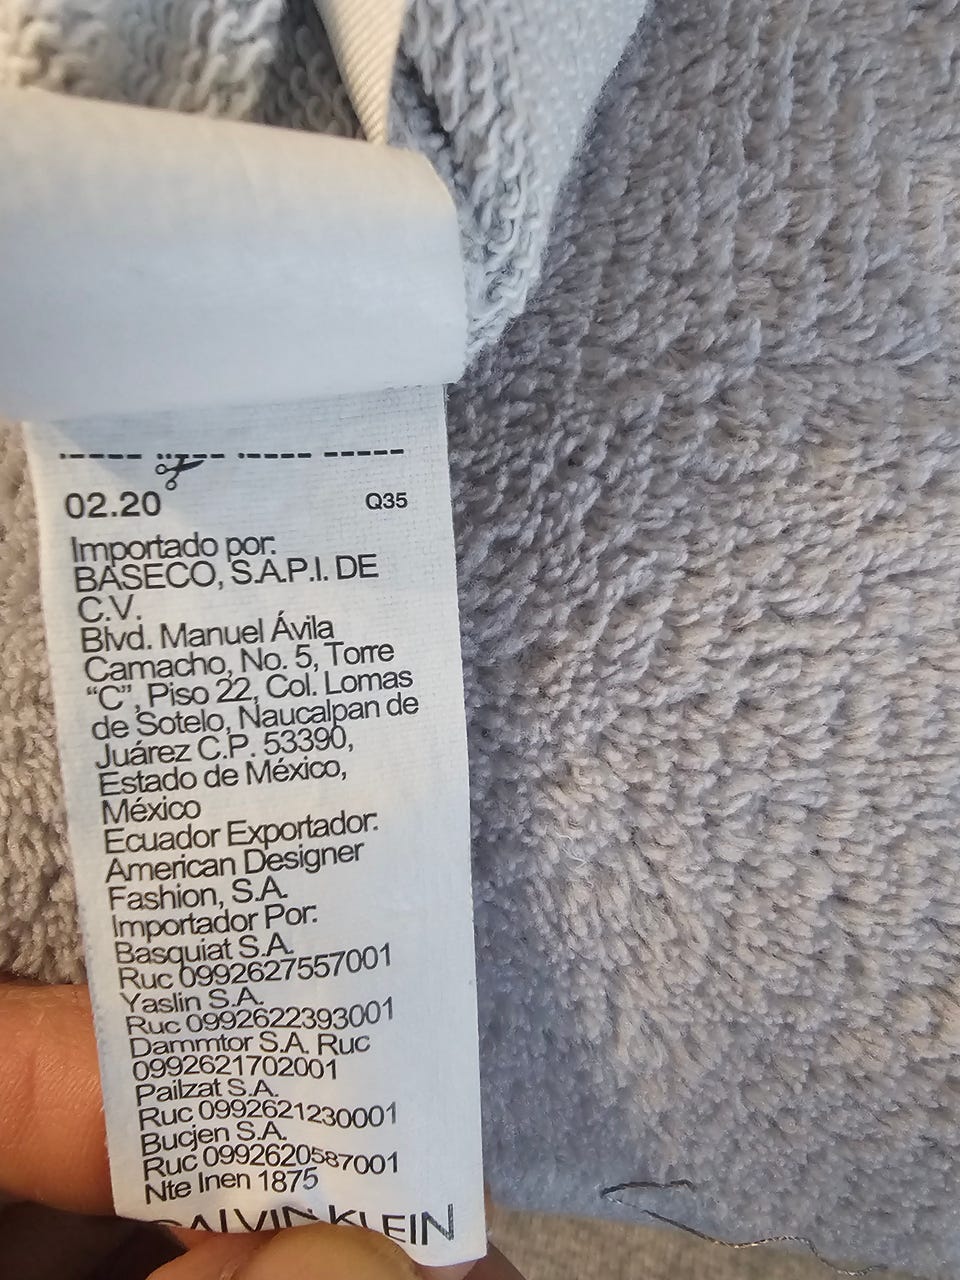 02.20 Q35
Importado por:
BASECO, S.A.P.I. DE
C.V.
Blvd. Manuel Ávila
Camacho, No. 5, Torre
“C”, Piso 22, Col. Lomas
de Sotelo, Naucalpan de
Juárez C.P. 53390,
Estado de México,
México
Ecuador Exportador:
American Designer
Fashion, S.A.
Importador Por:
Basquiat S.A.
Ruc 0992627557001
Yaslin S.A.
Ruc 0992622393001
Dammtor S.A. Ruc
0992621702001
Pailzat S.A.
Ruc 0992621230001
Bucjen S.A.
Ruc 0992620587001
Nte Inen 1875
CALVIN KLEIN